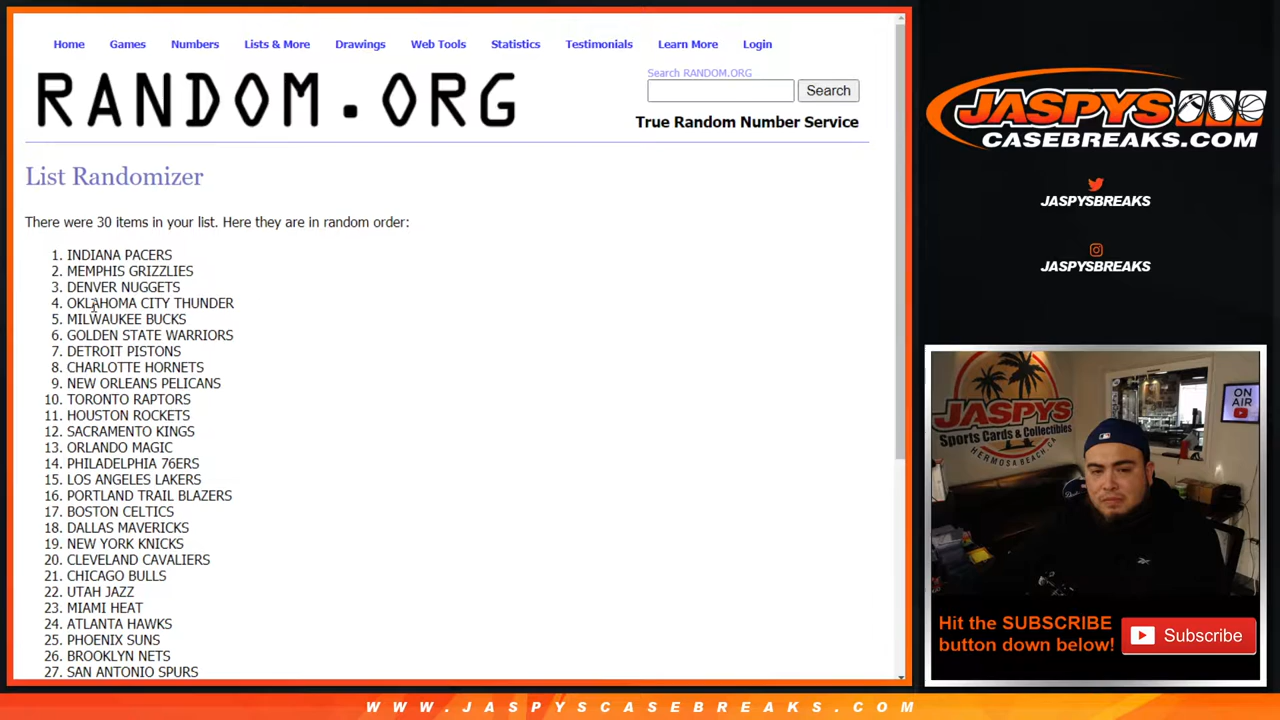 Home Games Numbers Lists & More Drawings Web Tools Statistics Testimonials Learn More Login
RANDOM.ORG
Search RANDOM.ORG
Search
True Random Number Service
List Randomizer
There were 30 items in your list. Here they are in random order:
1. INDIANA PACERS
2. MEMPHIS GRIZZLIES
3. DENVER NUGGETS
4. OKLAHOMA CITY THUNDER
5. MILWAUKEE BUCKS
6. GOLDEN STATE WARRIORS
7. DETROIT PISTONS
8. CHARLOTTE HORNETS
9. NEW ORLEANS PELICANS
10. TORONTO RAPTORS
11. HOUSTON ROCKETS
12. SACRAMENTO KINGS
13. ORLANDO MAGIC
14. PHILADELPHIA 76ERS
15. LOS ANGELES LAKERS
16. PORTLAND TRAIL BLAZERS
17. BOSTON CELTICS
18. DALLAS MAVERICKS
19. NEW YORK KNICKS
20. CLEVELAND CAVALIERS
21. CHICAGO BULLS
22. UTAH JAZZ
23. MIAMI HEAT
24. ATLANTA HAWKS
25. PHOENIX SUNS
26. BROOKLYN NETS
27. SAN ANTONIO SPURS
JASPYS
CASEBREAKS.COM
JASPYSBREAKS
JASPYSBREAKS
JASPYS
Sports Cards & Collectibles
HERMOSA BEACH, CA
ON
AIR
Hit the SUBSCRIBE
button down below!
Subscribe
WWW.JASPYSCASEBREAKS.COM